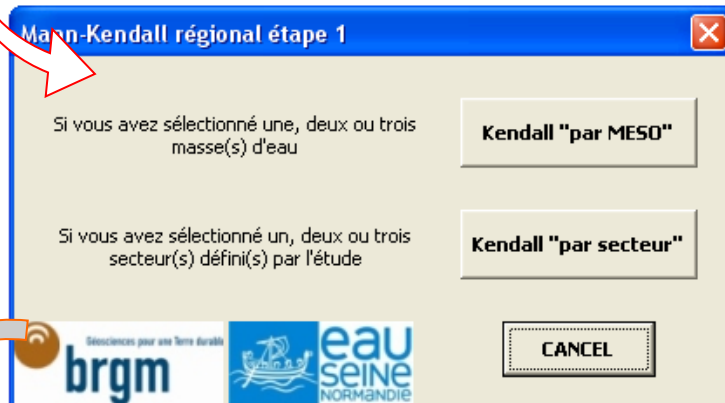 Mann-Kendall régional étape 1
Si vous avez sélectionné une, deux ou trois
masse(s) d'eau
Kendall "par MESO"
Si vous avez sélectionné un, deux ou trois
secteur(s) défini(s) par l'étude
Kendall "par secteur"
Géosciences pour une Terre durable
brgm
eau
SEINE
NORMANDIE
CANCEL